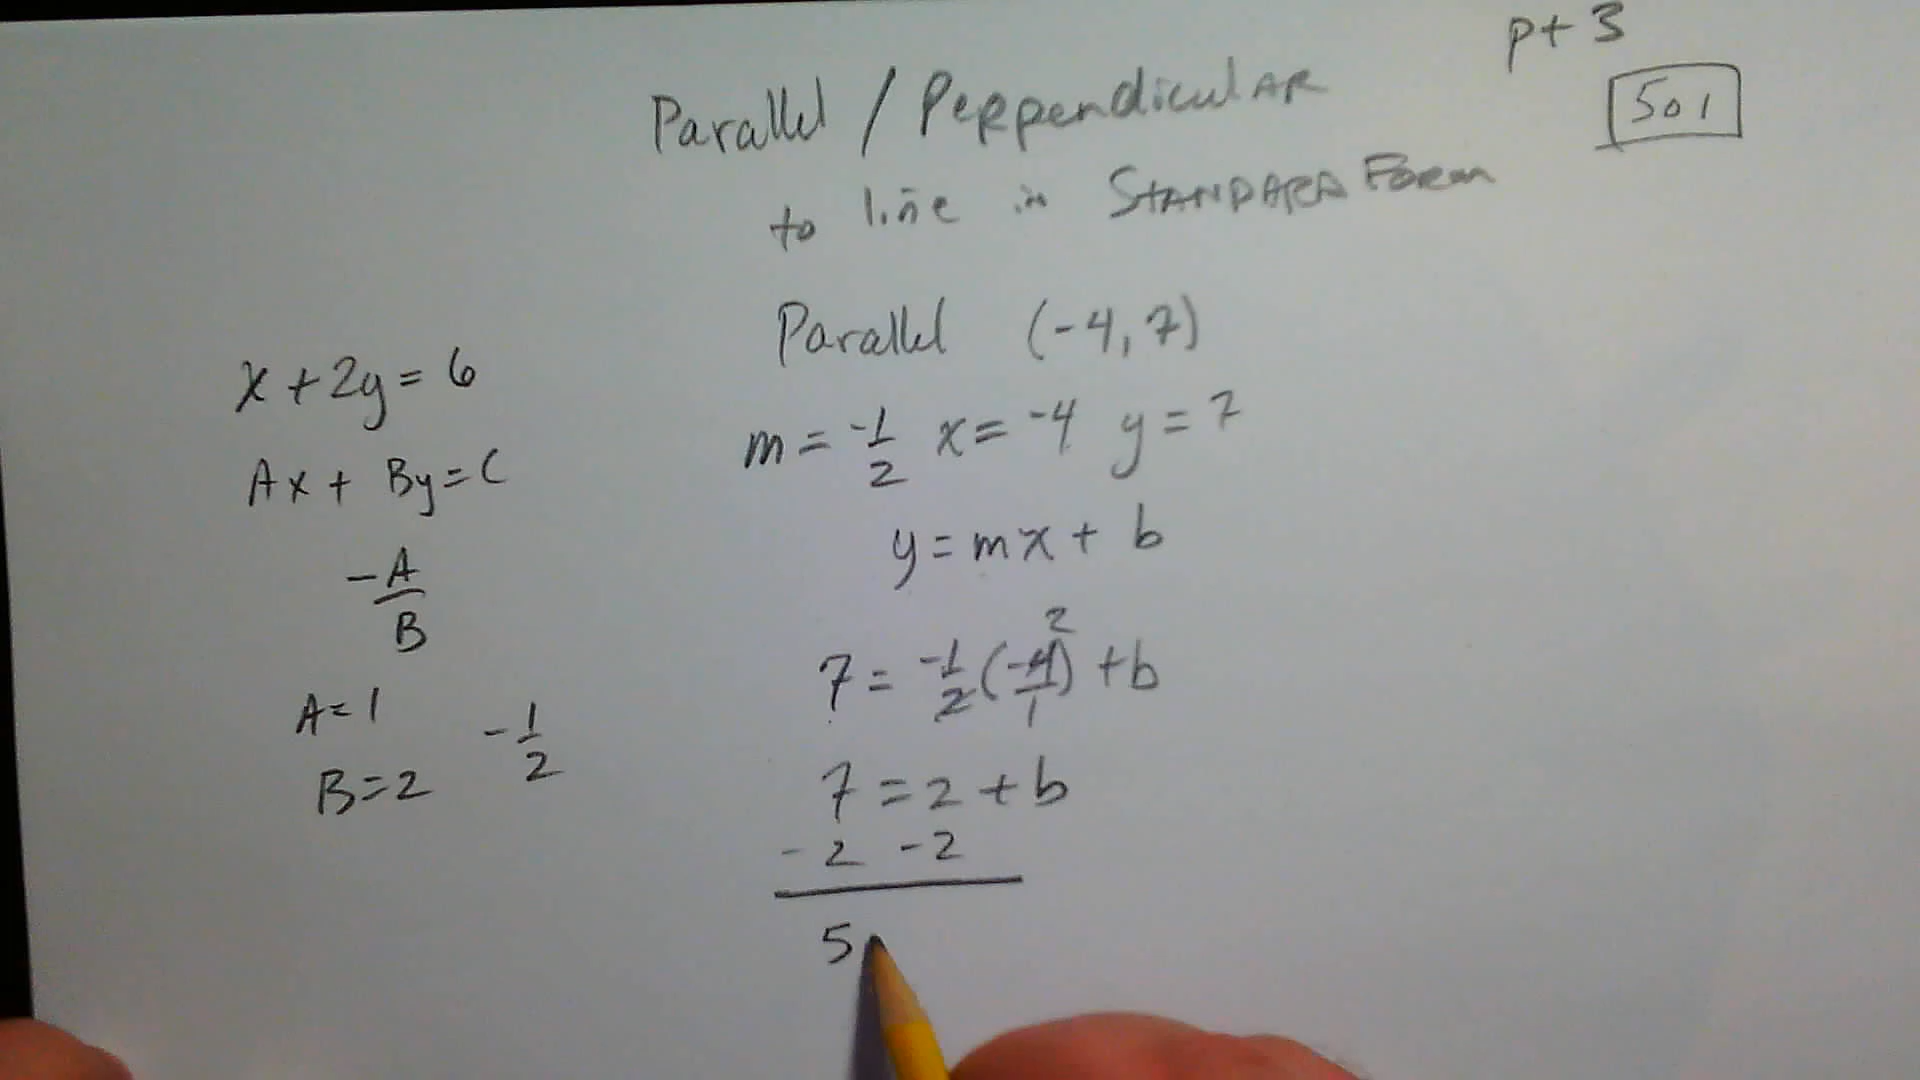 pt 3
501
Parallel / Perpendicular
to line in STANDARD Form
Parallel (-4, 7)
x + 2y = 6
Ax + By = C
-A/B
A = 1
B = 2
-1/2
m = -1/2 x = -4 y = 7
y = mx + b
2
7 = -1/2 (-4/1) + b
7 = 2 + b
-2 -2
5